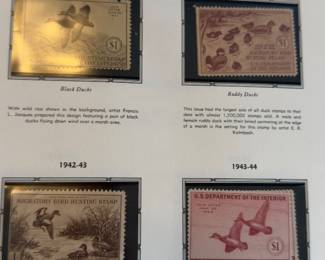 $1
$1
Black Ducks
Ruddy Ducks
Wild wild rice shown in the background, artist Francis
L. Jacques prepared this design featuring a pair of black
ducks flying down wind over a marsh area.
This issue had the largest sale of all duck stamps to that
date with almost 1,500,000 stamps sold. A male and
female ruddy duck with their brood swimming at the edge
of a marsh is the setting for this stamp by artist E. R.
Kalmbach.
1942-43
1943-44
MIGRATORY BIRD HUNTING STAMP
U.S. DEPARTMENT OF THE INTERIOR
$1
$1